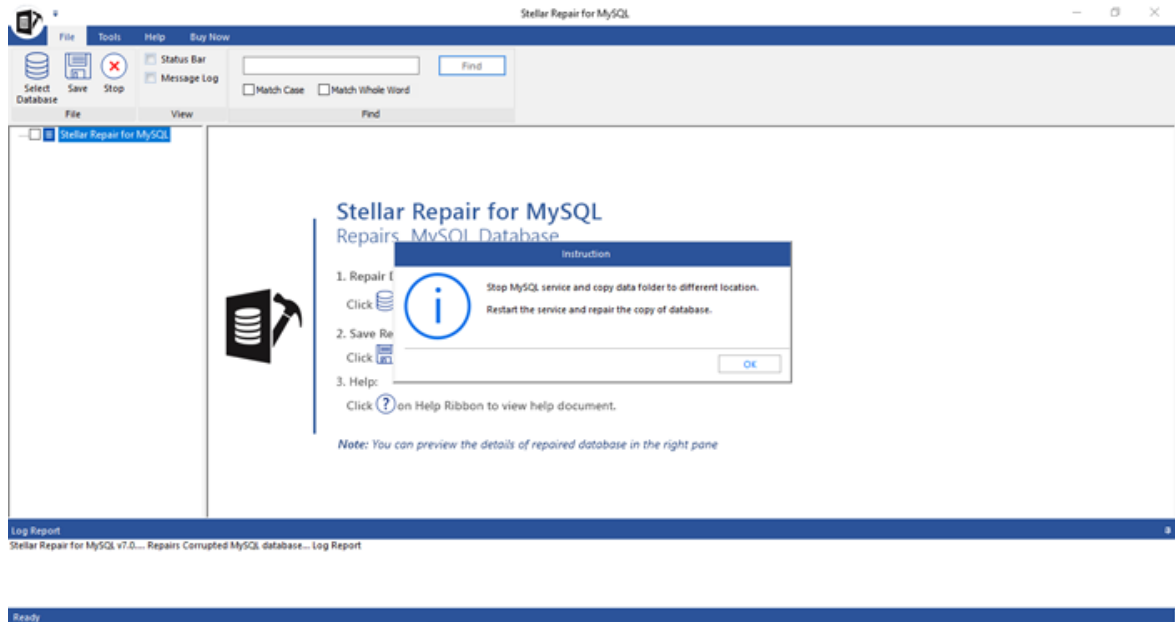 Stellar Repair for MySQL
File Tools Help Buy Now
Select Database
Save
Stop
Status Bar
Message Log
Find
Match Case Match Whole Word
File View Find
Stellar Repair for MySQL
Stellar Repair for MySQL
Repairs MySQL Database
Instruction
Stop MySQL service and copy data folder to different location.
Restart the service and repair the copy of database.
OK
1. Repair
Click
2. Save Re
Click
3. Help:
Click ? on Help Ribbon to view help document.
Note: You can preview the details of repaired database in the right pane
Log Report
Stellar Repair for MySQL v7.0.... Repairs Corrupted MySQL database... Log Report
Ready